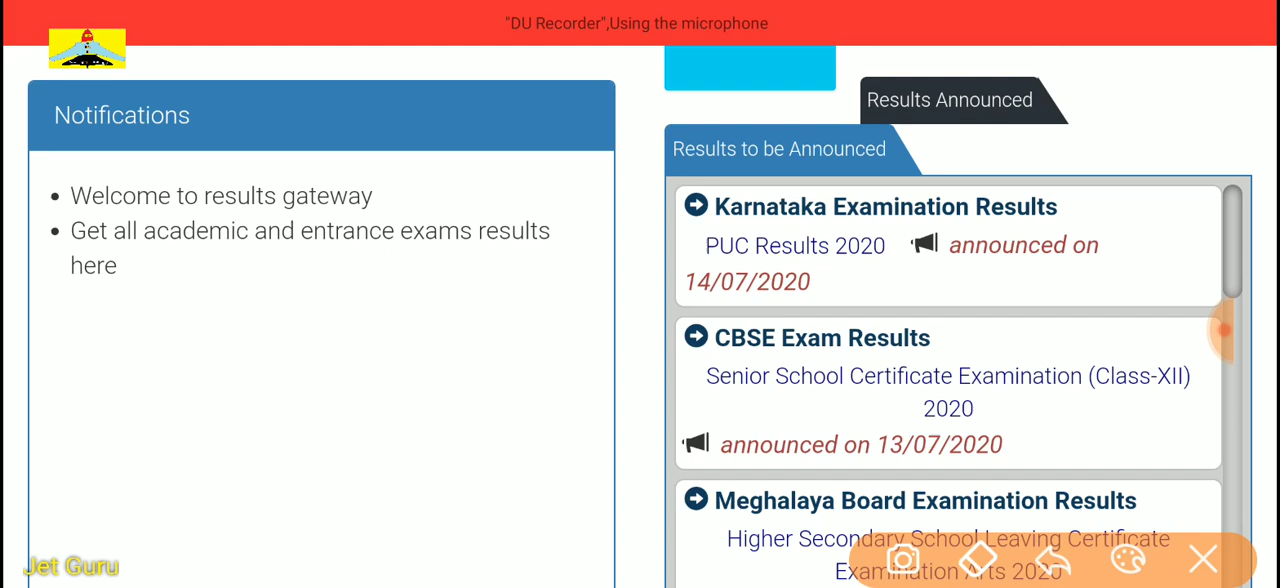 "DU Recorder",Using the microphone
Notifications
Welcome to results gateway
Get all academic and entrance exams results
here
Results Announced
Results to be Announced
Karnataka Examination Results
PUC Results 2020 announced on
14/07/2020
CBSE Exam Results
Senior School Certificate Examination (Class-XII)
2020
announced on 13/07/2020
Meghalaya Board Examination Results
Higher Secondary School Leaving Certificate
Examination Arts 2020
Jet Guru